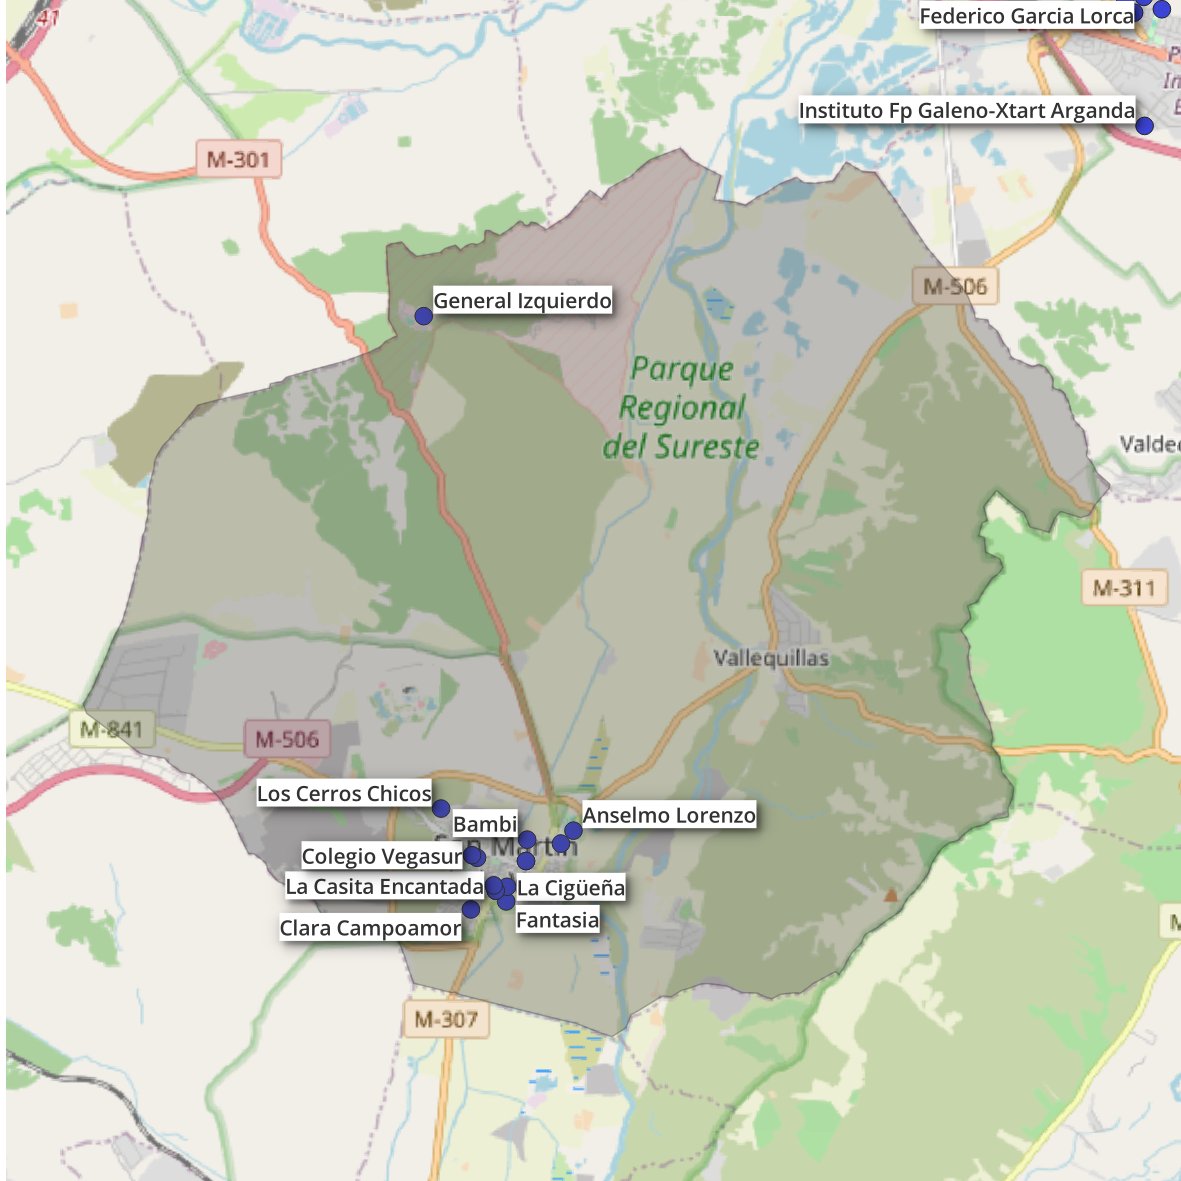 41
Federico Garcia Lorca
Instituto Fp Galeno-Xtart Arganda
M-301
M-506
General Izquierdo
Parque
Regional
del Sureste
M-311
Vallequillas
M-841
M-506
Los Cerros Chicos
Anselmo Lorenzo
Bambi
San Martín
Colegio Vegasur
La Casita Encantada
La Cigüeña
Fantasia
Clara Campoamor
M-307